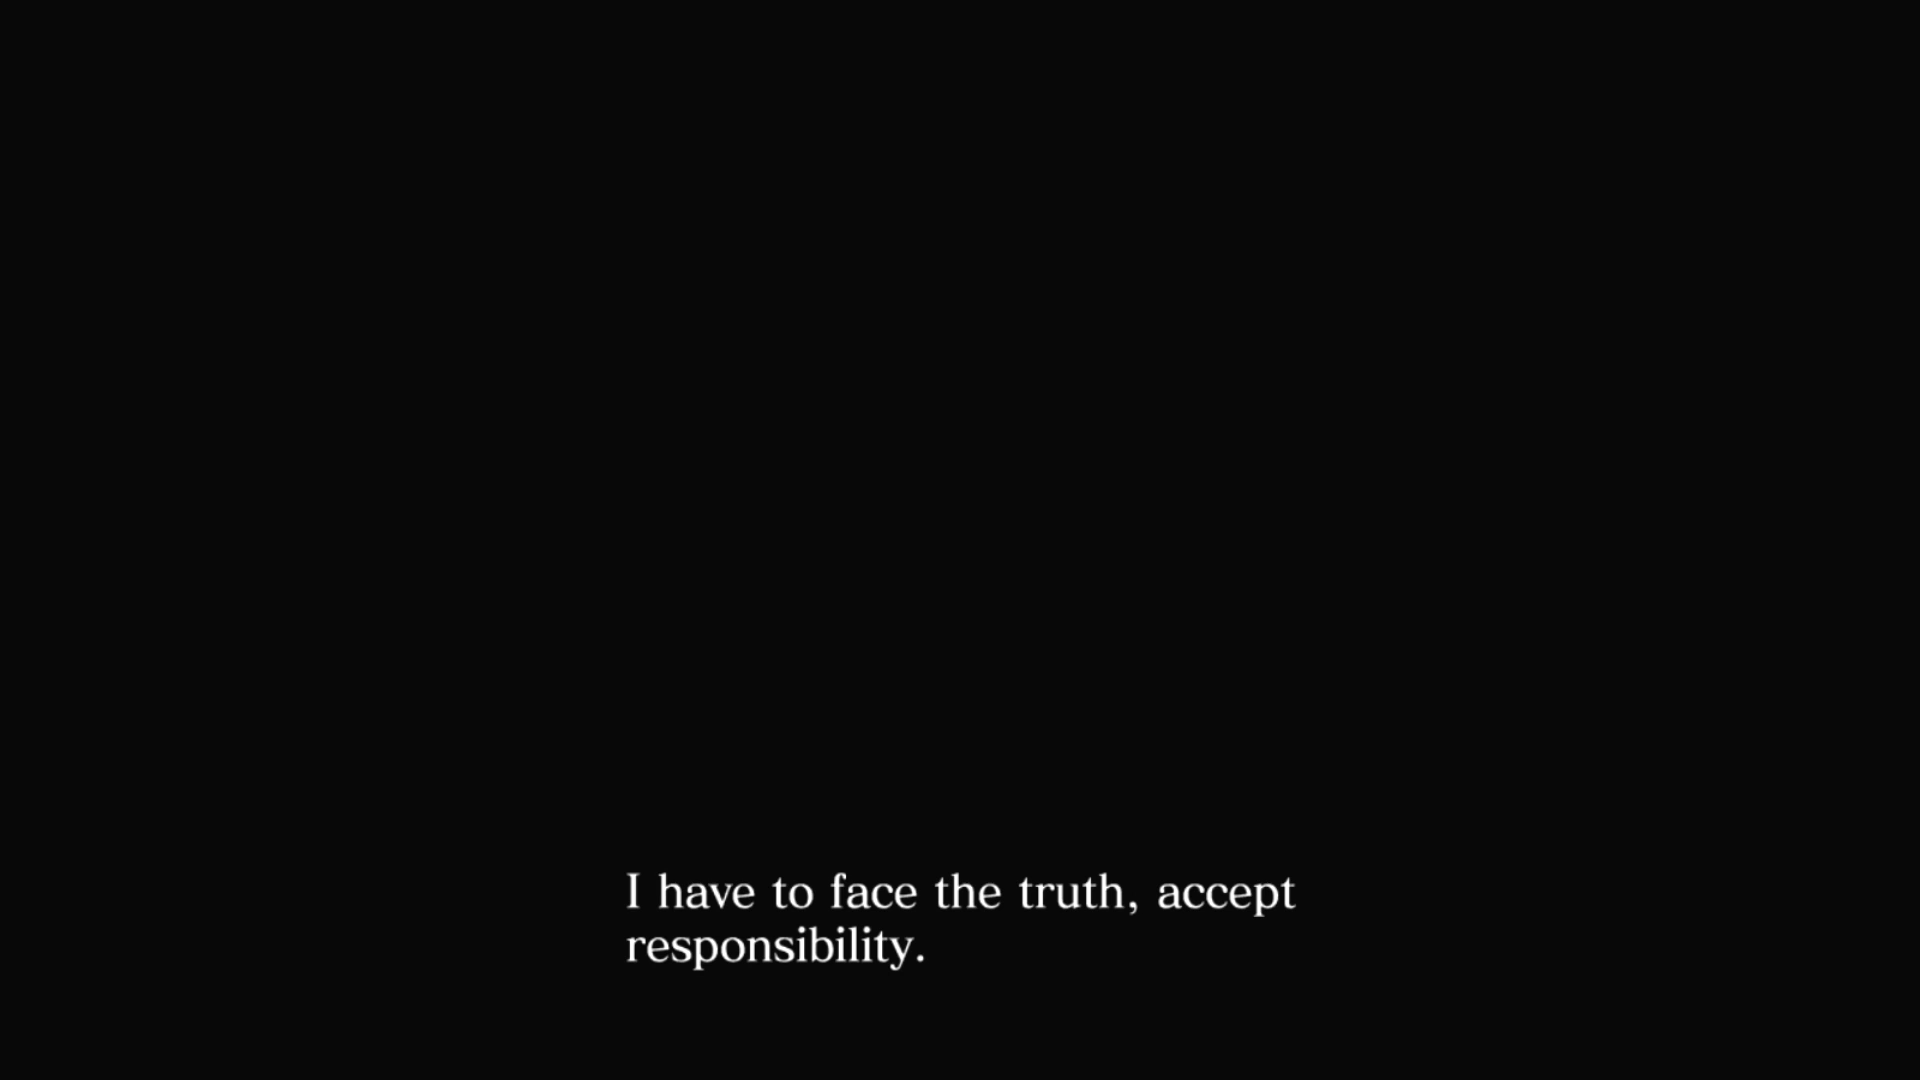 I have to face the truth, accept
responsibility.